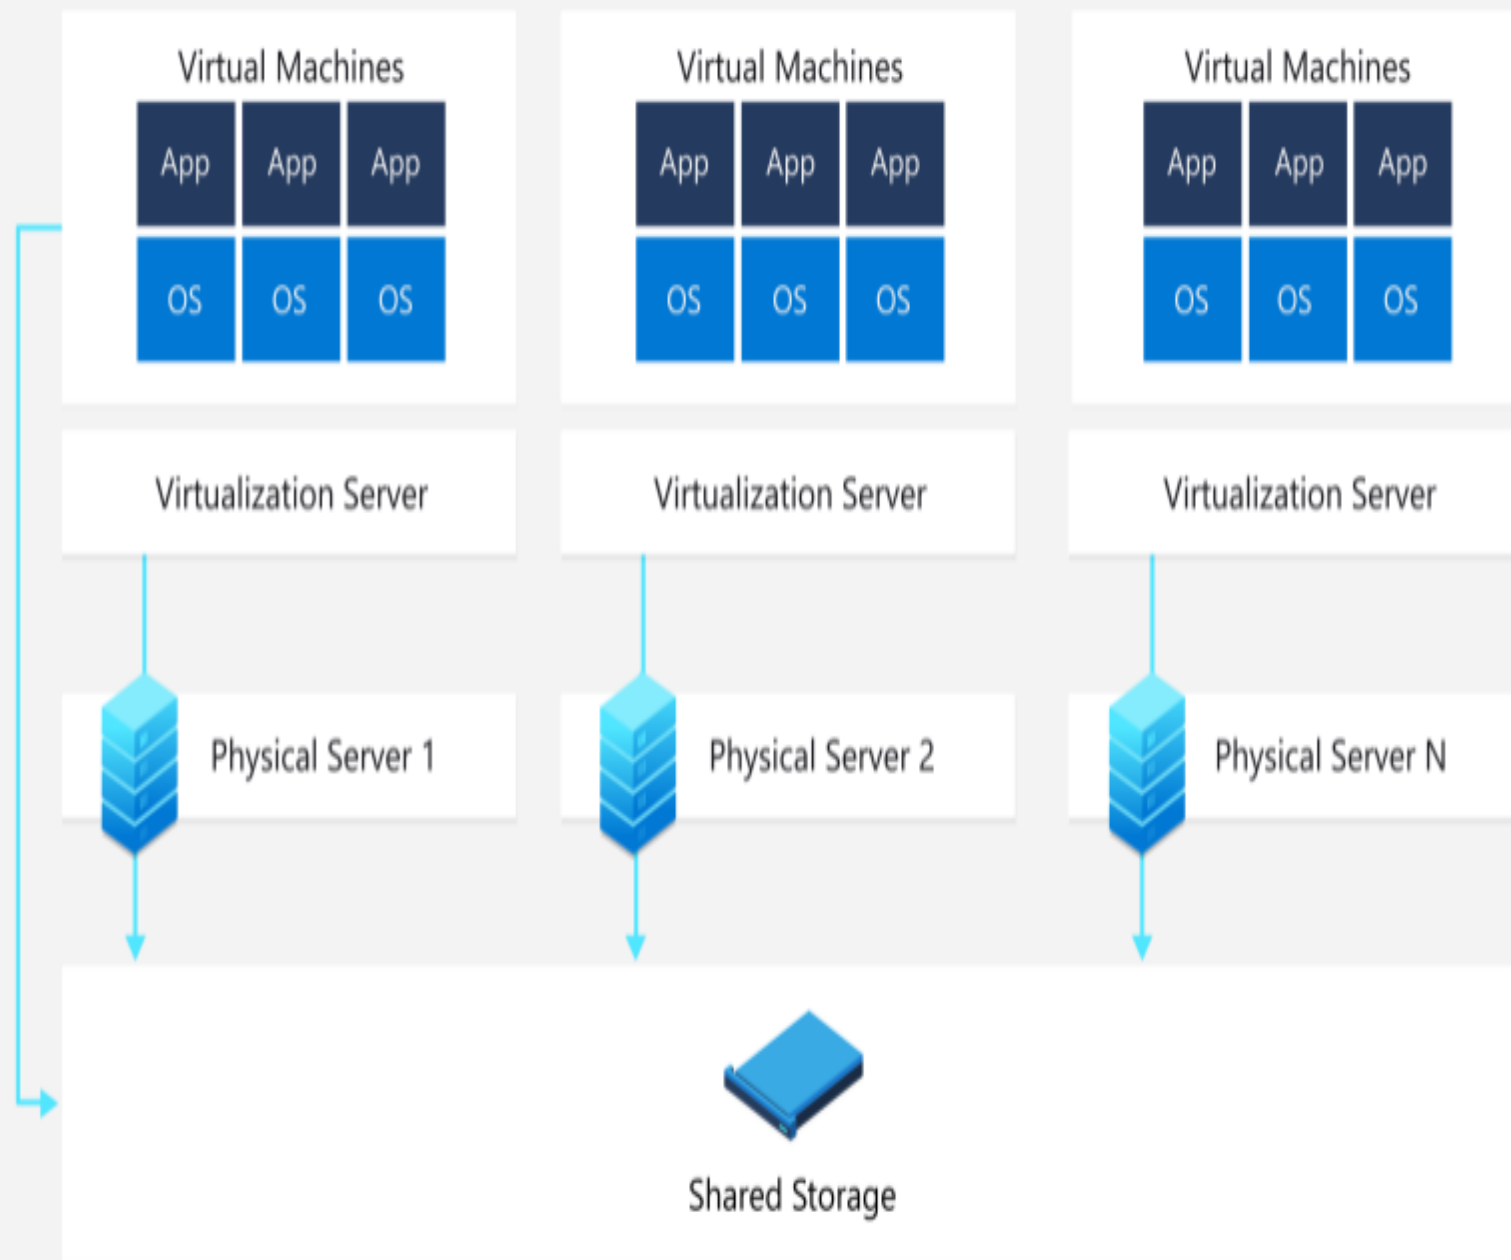 Virtual Machines
App App App
OS OS OS
Virtual Machines
App App App
OS OS OS
Virtual Machines
App App App
OS OS OS
Virtualization Server
Virtualization Server
Virtualization Server
Physical Server 1
Physical Server 2
Physical Server N
Shared Storage